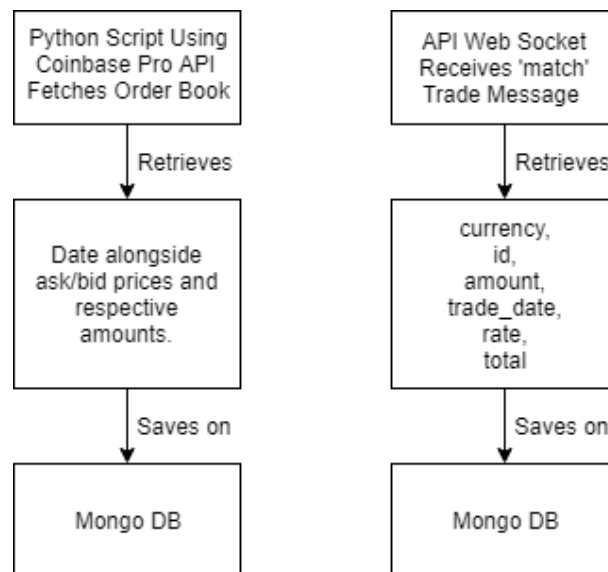 Python Script Using
Coinbase Pro API
Fetches Order Book
Retrieves
Date alongside
ask/bid prices and
respective
amounts.
Saves on
Mongo DB
API Web Socket
Receives 'match'
Trade Message
Retrieves
currency,
id,
amount,
trade_date,
rate,
total
Saves on
Mongo DB